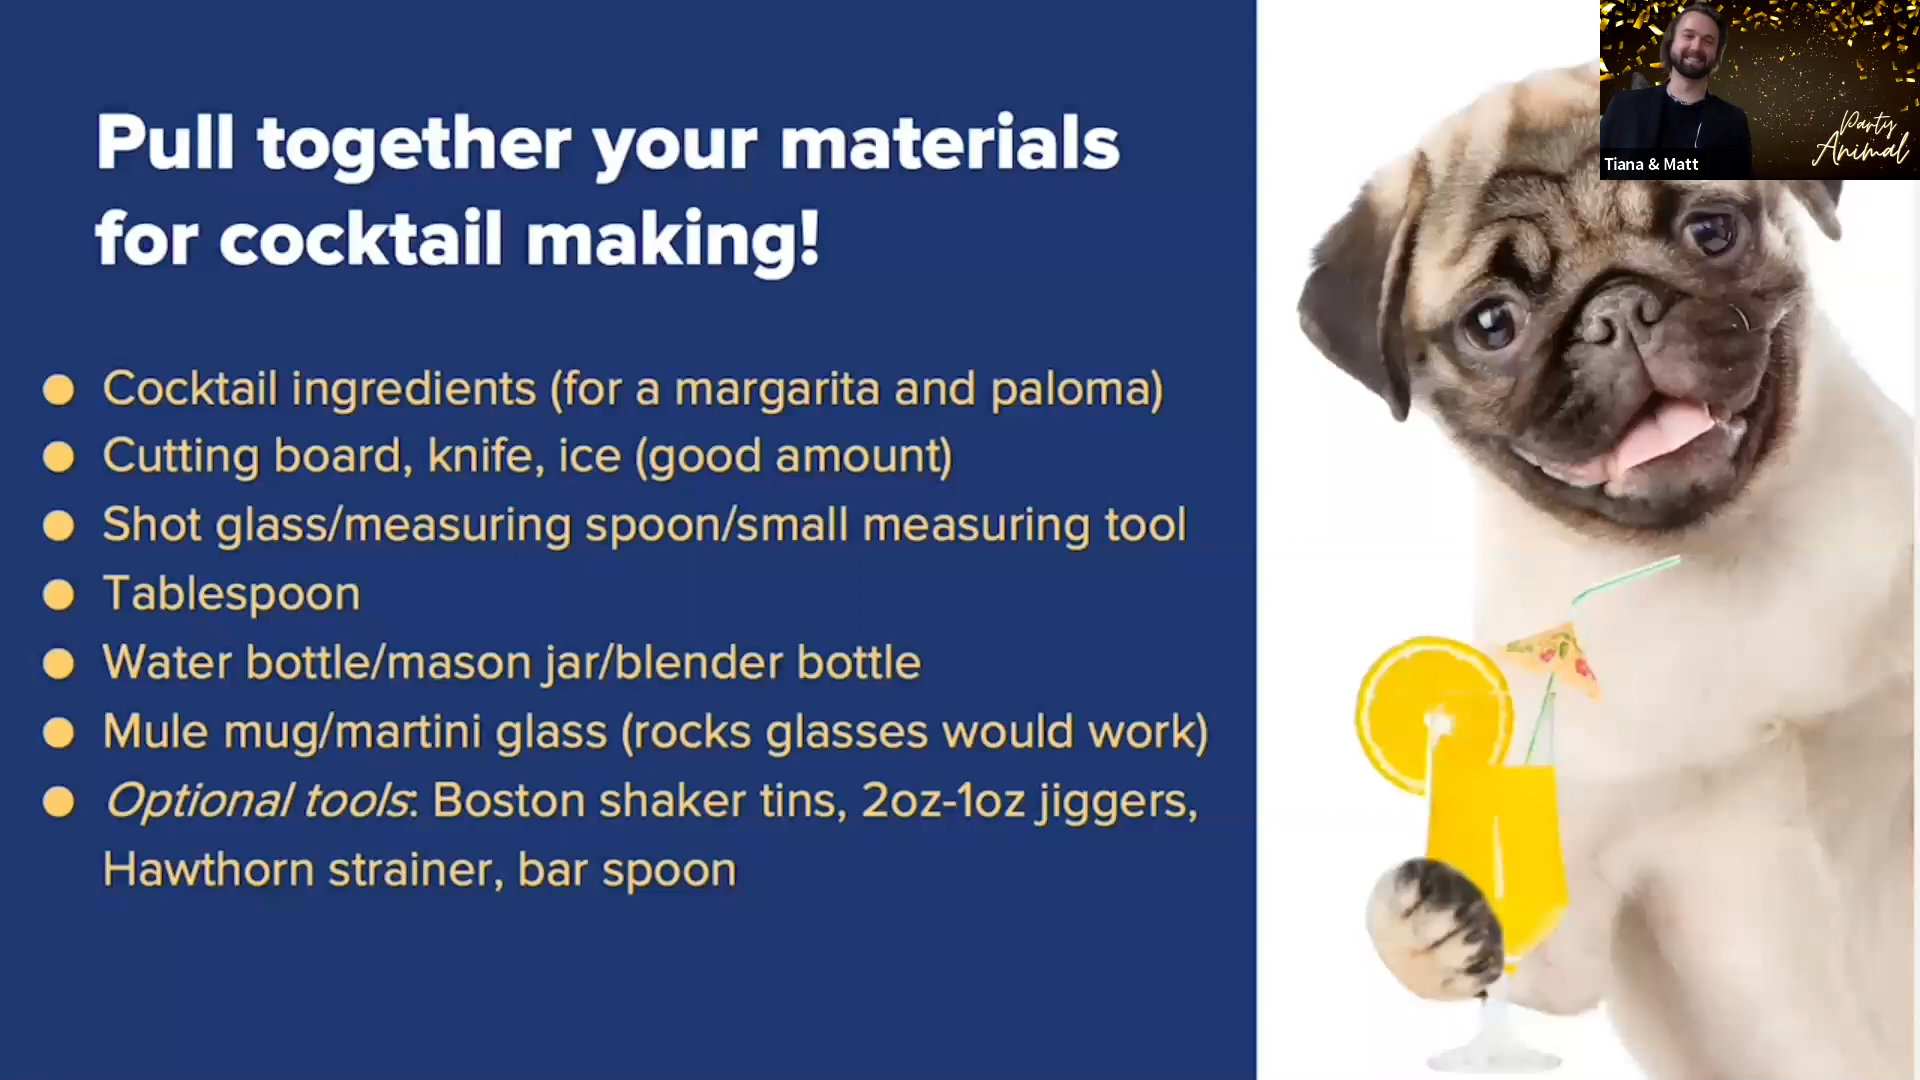 Pull together your materials
for cocktail making!
● Cocktail ingredients (for a margarita and paloma)
● Cutting board, knife, ice (good amount)
● Shot glass/measuring spoon/small measuring tool
● Tablespoon
● Water bottle/mason jar/blender bottle
● Mule mug/martini glass (rocks glasses would work)
● Optional tools: Boston shaker tins, 2oz-1oz jiggers,
Hawthorn strainer, bar spoon
Party
Animal
Tiana & Matt